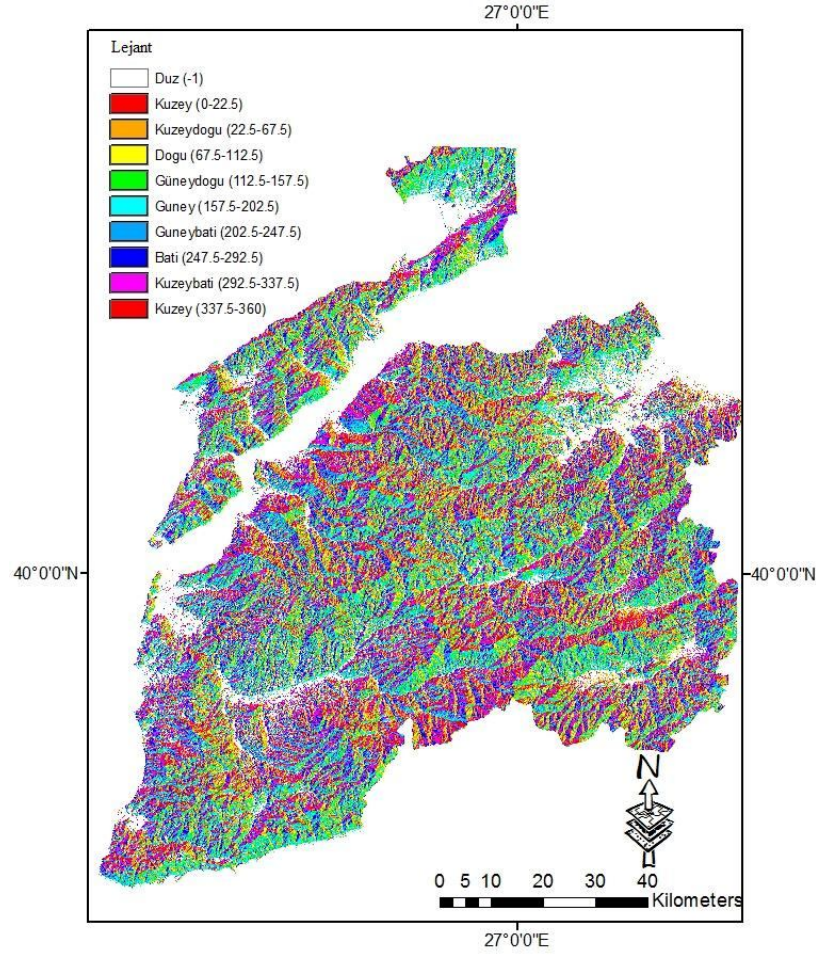 27°0'0"E
Lejant
Duz (-1)
Kuzey (0-22.5)
Kuzeydogu (22.5-67.5)
Dogu (67.5-112.5)
Güneydogu (112.5-157.5)
Guney (157.5-202.5)
Guneybati (202.5-247.5)
Bati (247.5-292.5)
Kuzeybati (292.5-337.5)
Kuzey (337.5-360)
40°0'0"N 40°0'0"N
N
0 5 10 20 30 40
Kilometers
27°0'0"E